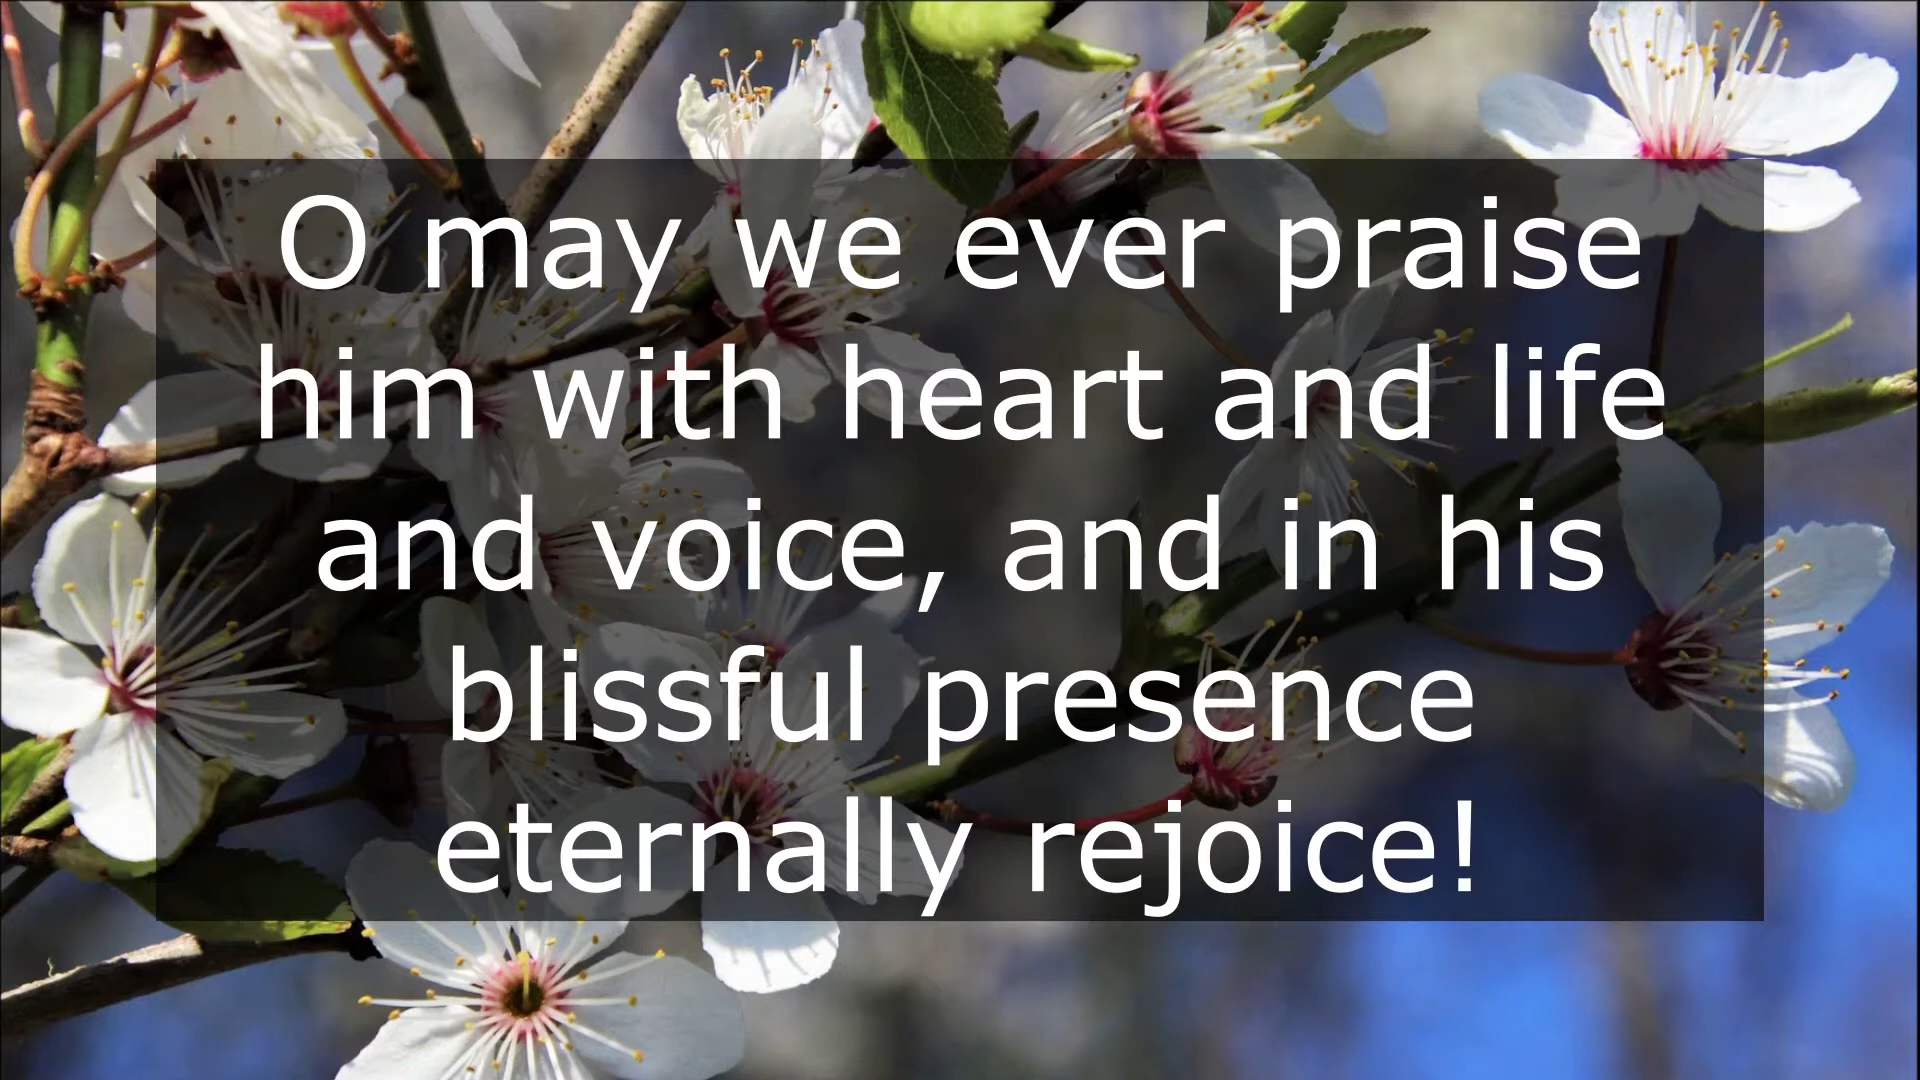 O may we ever praise
him with heart and life
and voice, and in his
blissful presence
eternally rejoice!